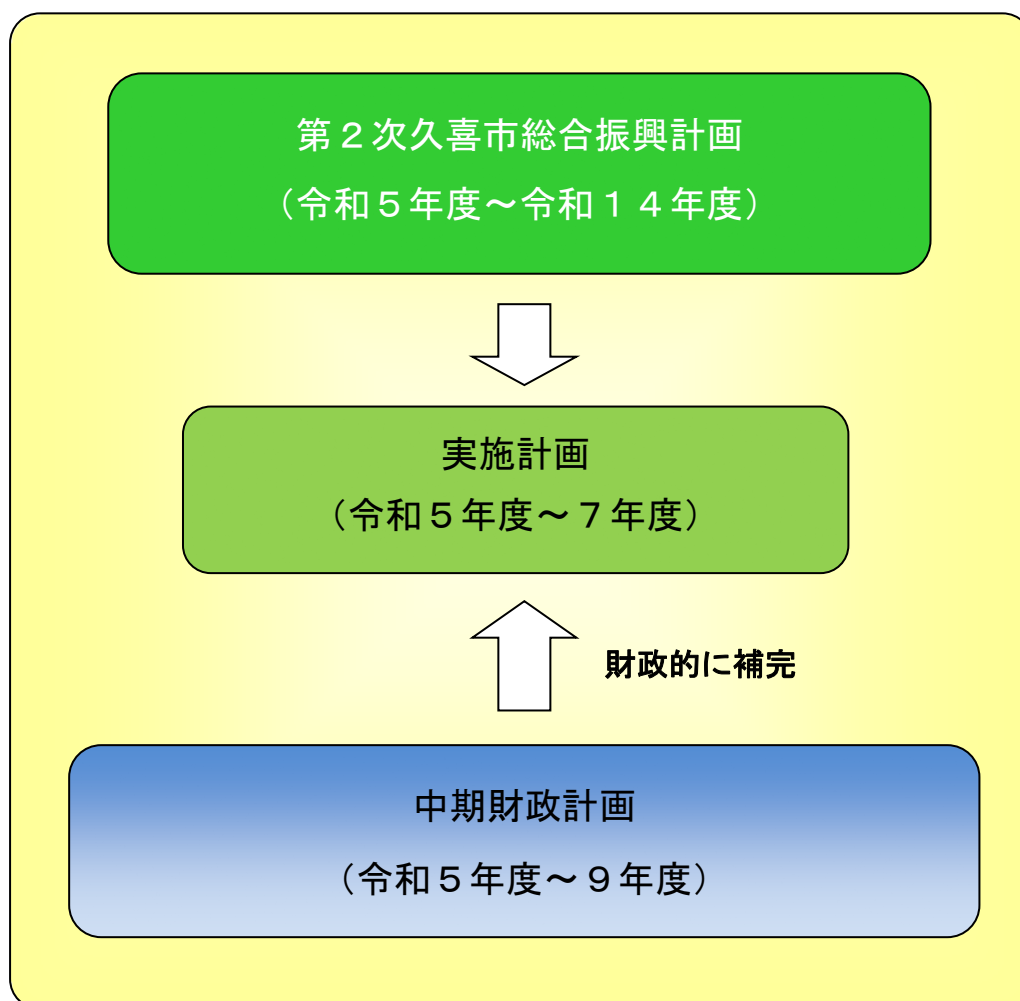 第２次久喜市総合振興計画
（令和５年度～令和１４年度）
実施計画
（令和５年度～７年度）
財政的に補完
中期財政計画
（令和５年度～９年度）